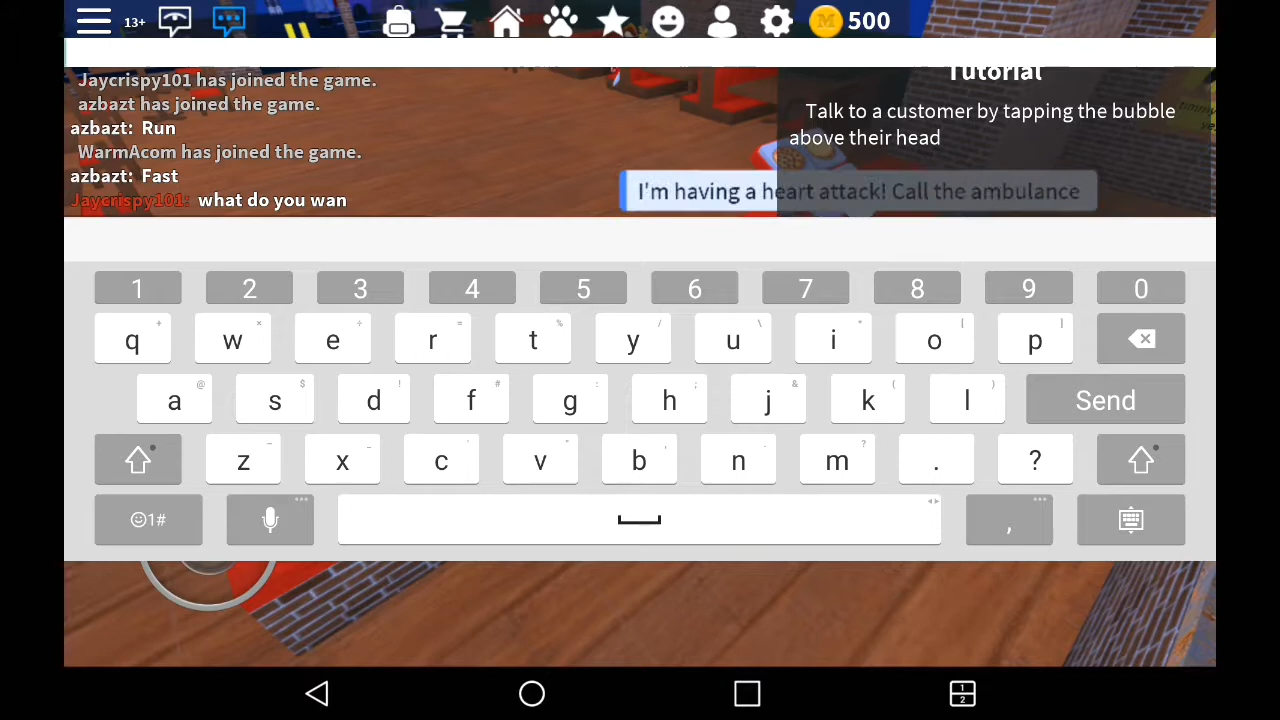 13+
500
Jaycrispy101 has joined the game.
azbazt has joined the game.
azbazt: Run
WarmAcom has joined the game.
azbazt: Fast
Jaycrispy101: what do you wan
Tutorial
Talk to a customer by tapping the bubble
above their head
I'm having a heart attack! Call the ambulance
1 2 3 4 5 6 7 8 9 0
q w e r t y u i o p
a s d f g h j k l Send
z x c v b n m . ?
1# ,
1
2